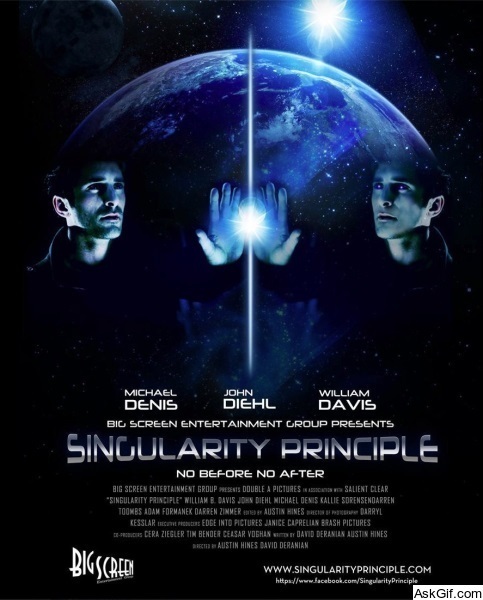 MICHAEL DENIS
JOHN DIEHL
WILLIAM DAVIS
BIG SCREEN ENTERTAINMENT GROUP PRESENTS
SINGULARITY PRINCIPLE
NO BEFORE NO AFTER
BIG SCREEN ENTERTAINMENT GROUP PRESENTS DOUBLE A PICTURES IN ASSOCIATION WITH SALIENT CLEAR
"SINGULARITY PRINCIPLE" WILLIAM B. DAVIS JOHN DIEHL MICHAEL DENIS KALLIE SORENSENDARREN
TOOMBS ADAM FORMANEK DARREN ZIMMER EDITED BY AUSTIN HINES DIRECTOR OF PHOTOGRAPHY DARRYL
KESSLAR EXECUTIVE PRODUCERS EDGE INTO PICTURES JANICE CAPRELIAN BRASH PICTURES
CO-PRODUCERS CERA ZIEGLER TIM BENDER CEASAR VOGHAN WRITTEN BY DAVID DERANIAN AUSTIN HINES
DIRECTED BY AUSTIN HINES DAVID DERANIAN
BIG SCREEN
WWW.SINGULARITYPRINCIPLE.COM
https://www.facebook.com/SingularityPrinciple
AskGif.com